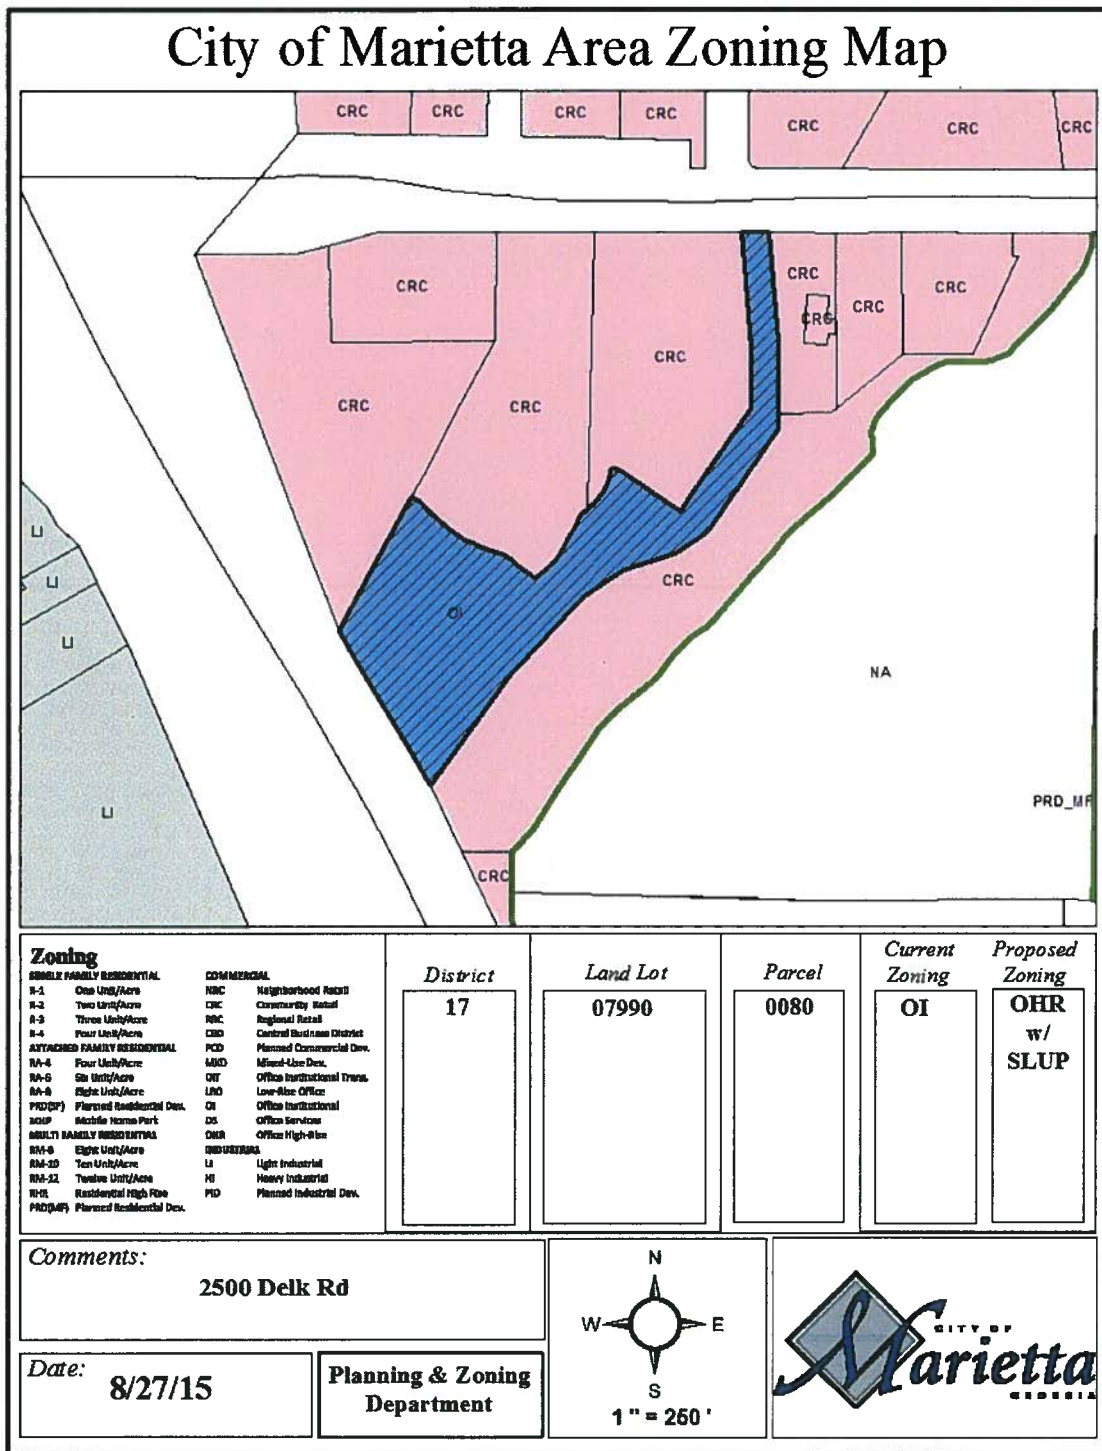 City of Marietta Area Zoning Map
CRC CRC CRC CRC CRC CRC CRC
CRC CRC CRC
CRC CRC
CRC
CRC CRC
LI
LI
CRC
OI
LI
NA
PRD_MF
LI
CRC
Zoning
SINGLE FAMILY RESIDENTIAL
R-1 One Unit/Acre
R-2 Two Unit/Acre
R-3 Three Unit/Acre
R-4 Four Unit/Acre
ATTACHED FAMILY RESIDENTIAL
RA-4 Four Unit/Acre
RA-6 Six Unit/Acre
RA-8 Eight Unit/Acre
PRD(SF) Planned Residential Dev.
MHP Mobile Home Park
MULTI FAMILY RESIDENTIAL
RM-8 Eight Unit/Acre
RM-10 Ten Unit/Acre
RM-12 Twelve Unit/Acre
RHR Residential High Rise
PRD(MF) Planned Residential Dev.
COMMERCIAL
NRC Neighborhood Retail
CRC Community Retail
RRC Regional Retail
CBD Central Business District
PCD Planned Commercial Dev.
MXD Mixed-Use Dev.
OIT Office Institutional Trans.
LRO Low-Rise Office
OI Office Institutional
OS Office Services
OHR Office High-Rise
INDUSTRIAL
LI Light Industrial
HI Heavy Industrial
PID Planned Industrial Dev.
District
17
Land Lot
07990
Parcel
0080
Current
Zoning
OI
Proposed
Zoning
OHR
w/
SLUP
Comments:
2500 Delk Rd
Date:
8/27/15
Planning & Zoning
Department
N
W E
S
1 " = 250 '
CITY OF
Marietta
GEORGIA